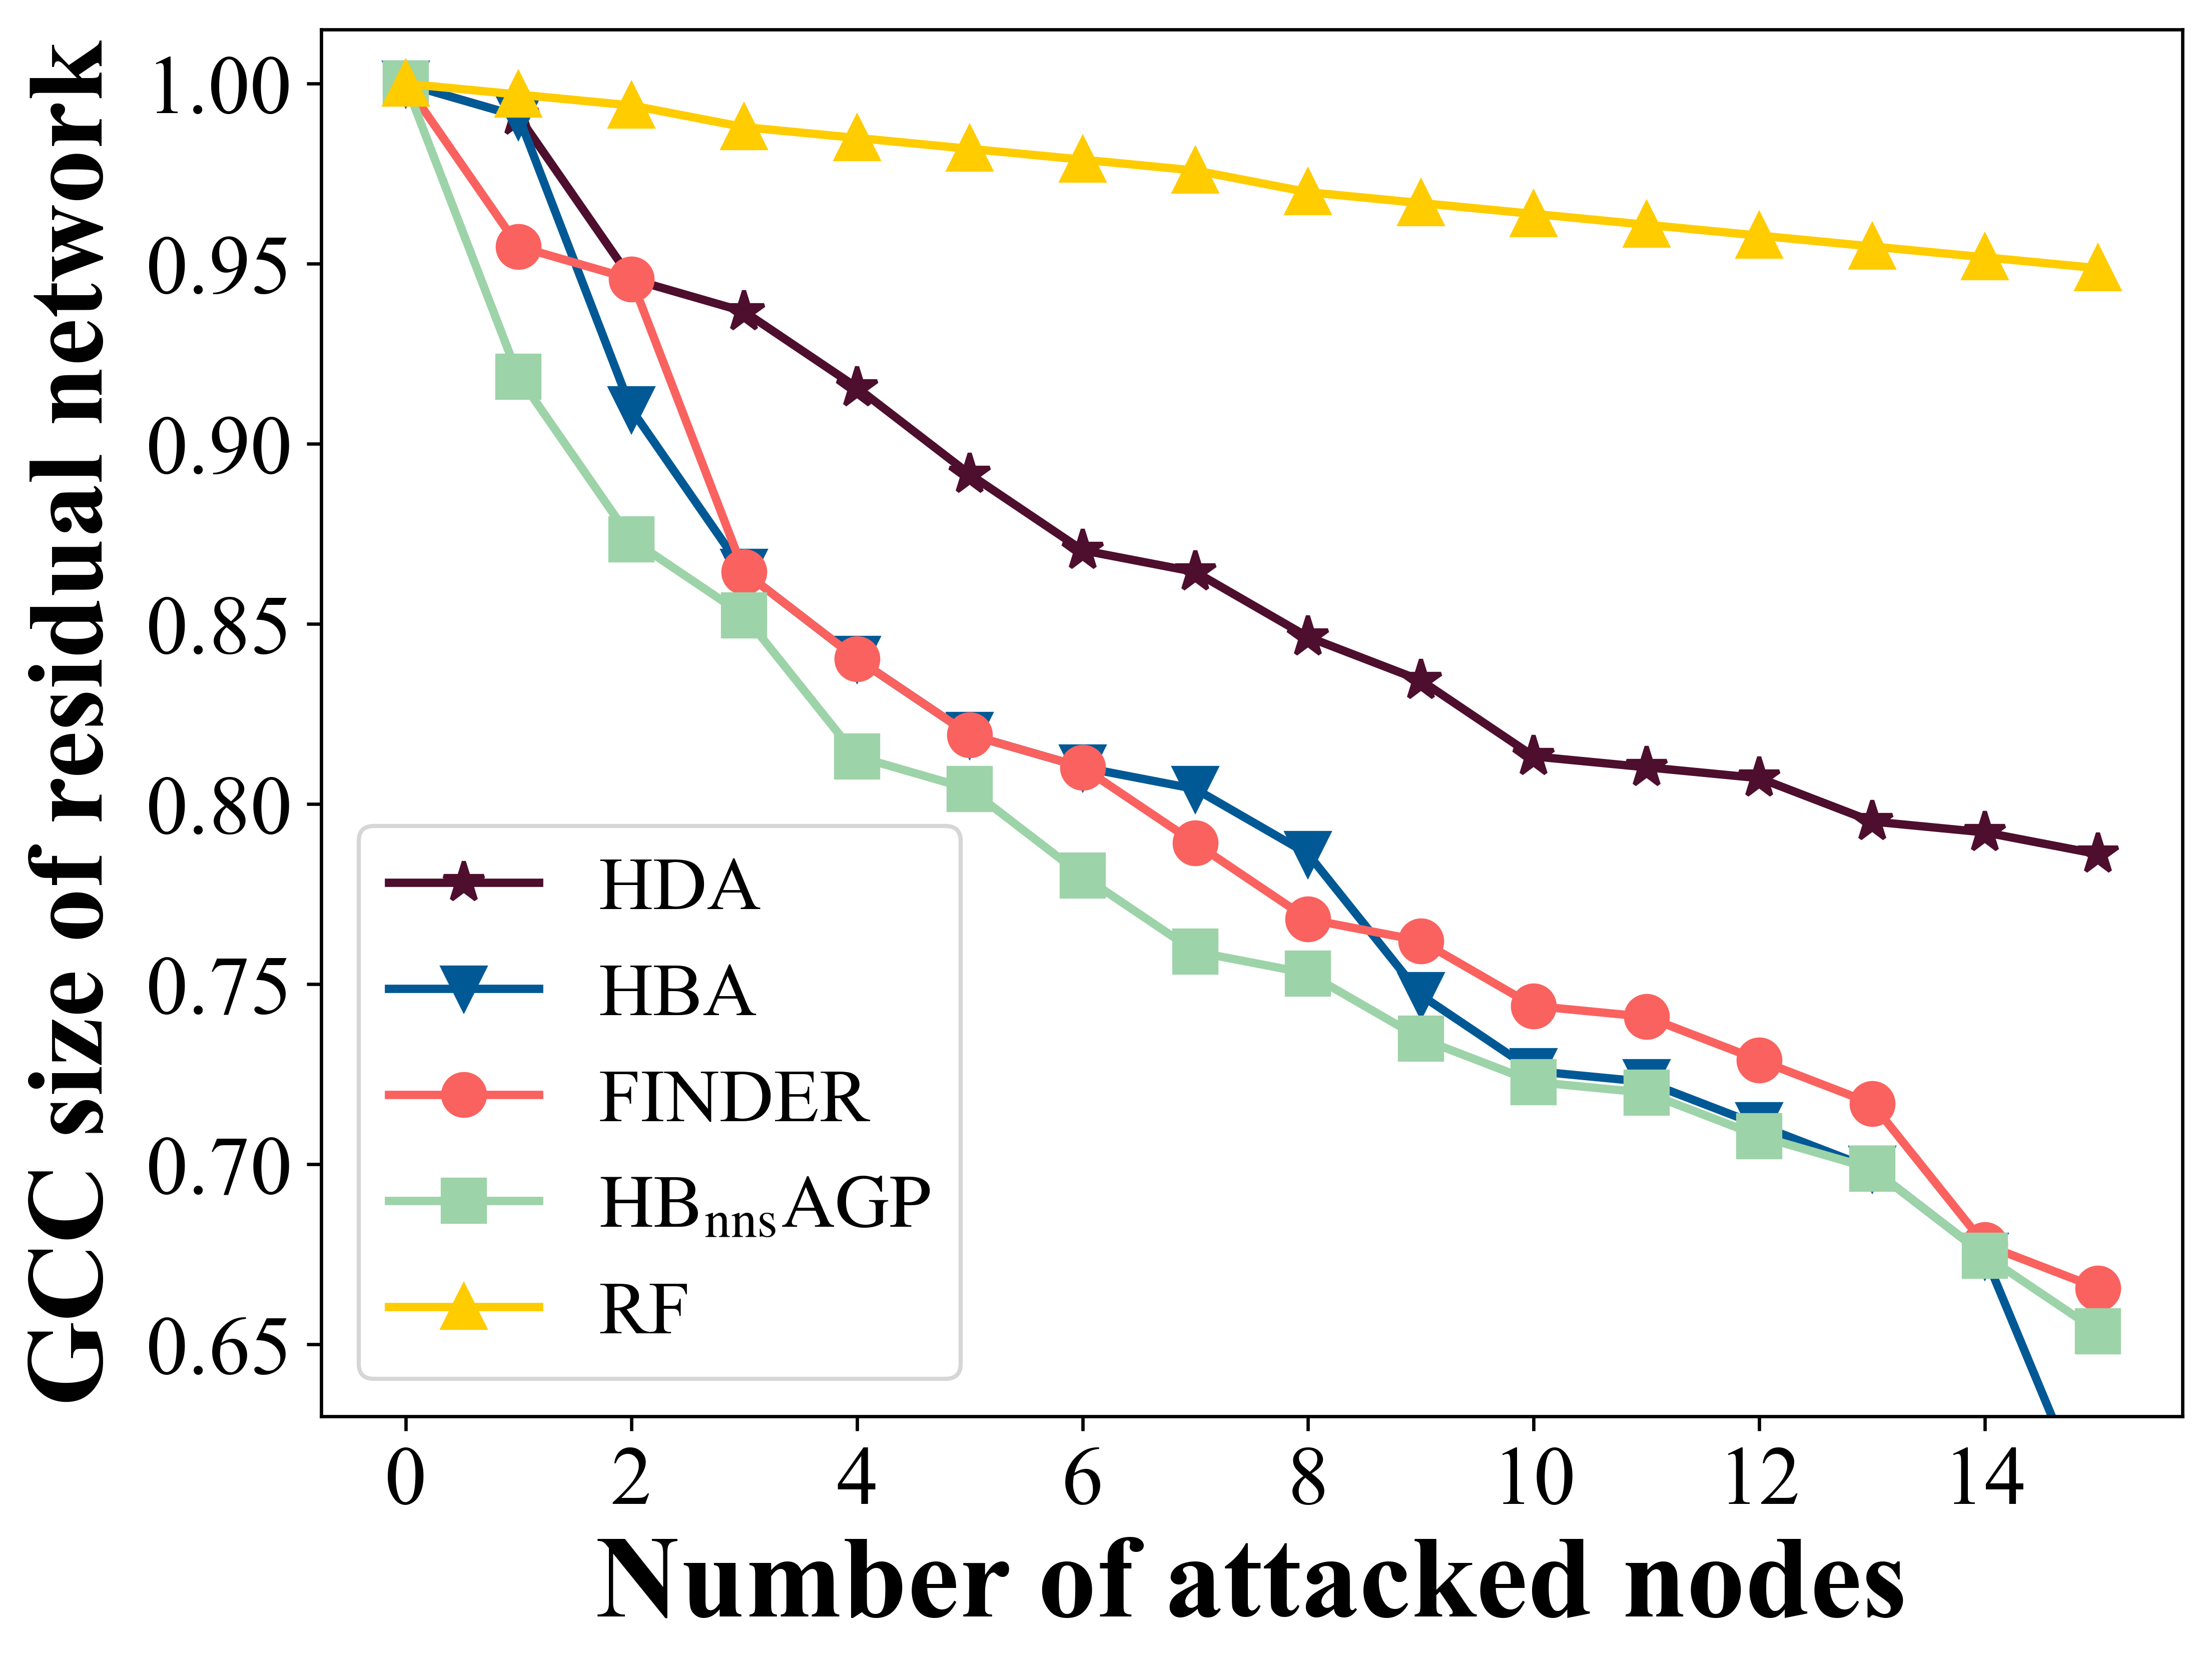 GCC size of residual network
1.00
0.95
0.90
0.85
0.80
0.75
0.70
0.65
HDA
HBA
FINDER
HBnnsAGP
RF
0 2 4 6 8 10 12 14
Number of attacked nodes